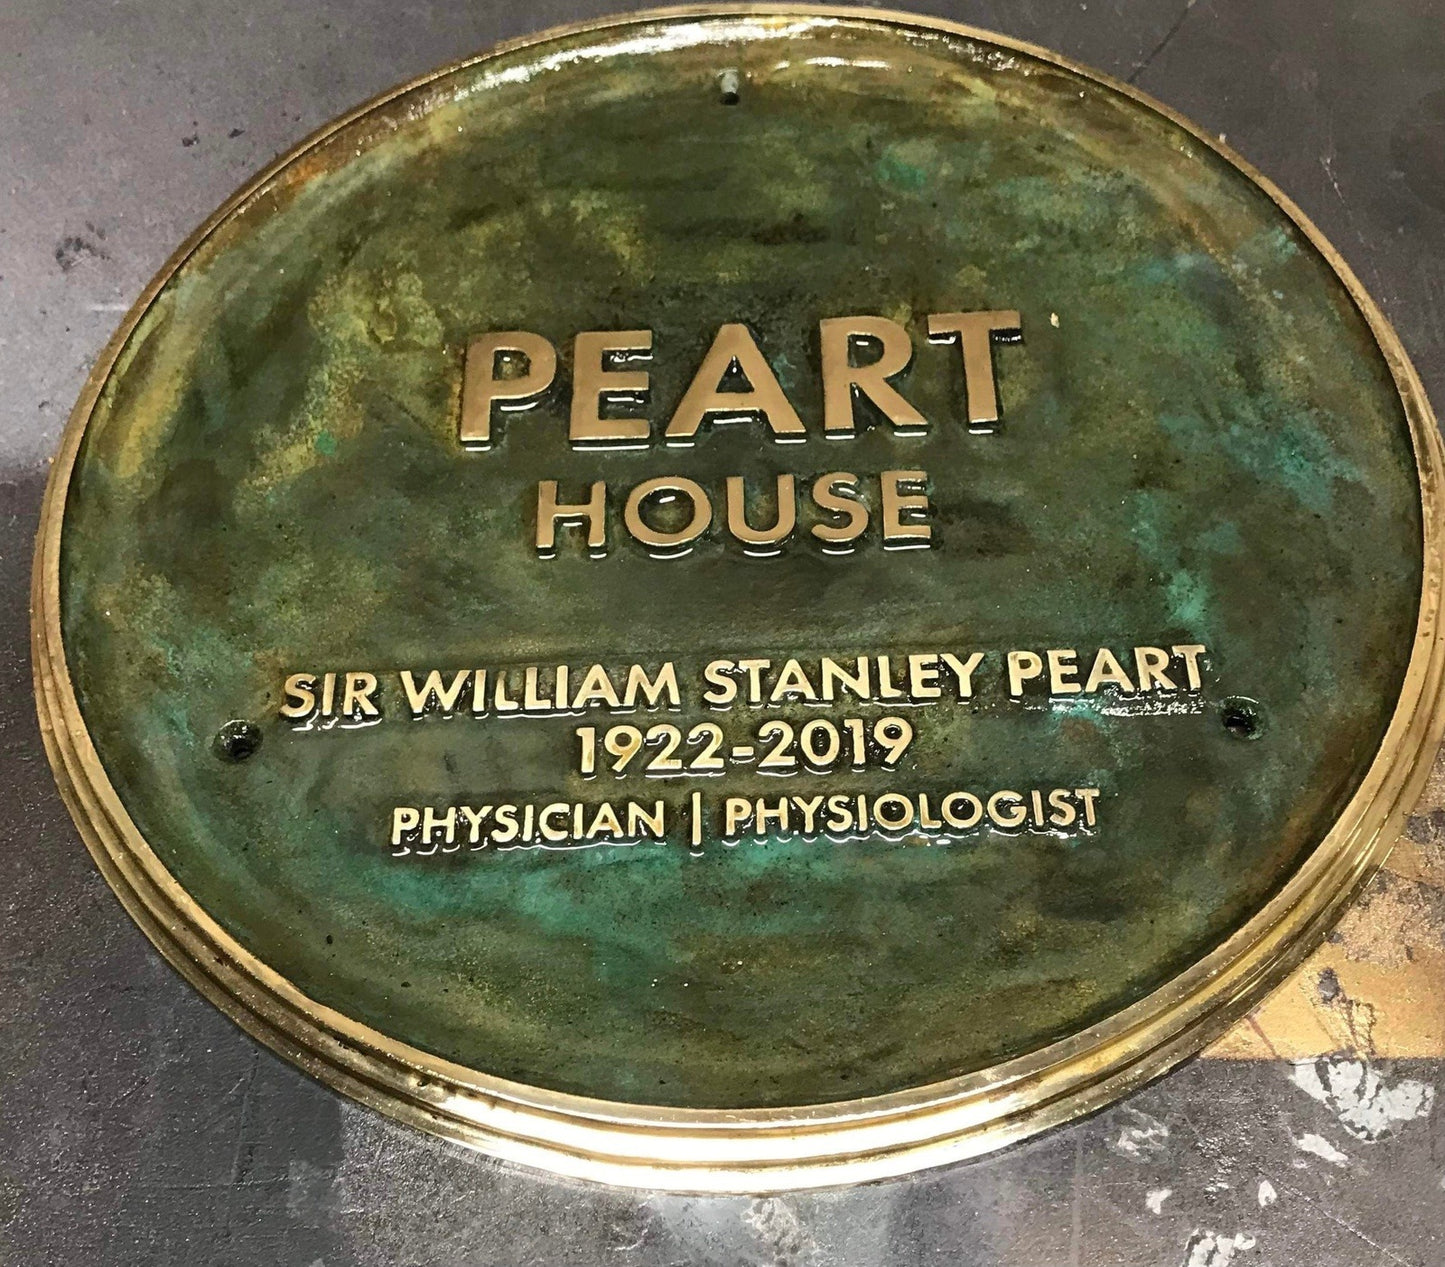 PEART
HOUSE
SIR WILLIAM STANLEY PEART
1922-2019
PHYSICIAN | PHYSIOLOGIST